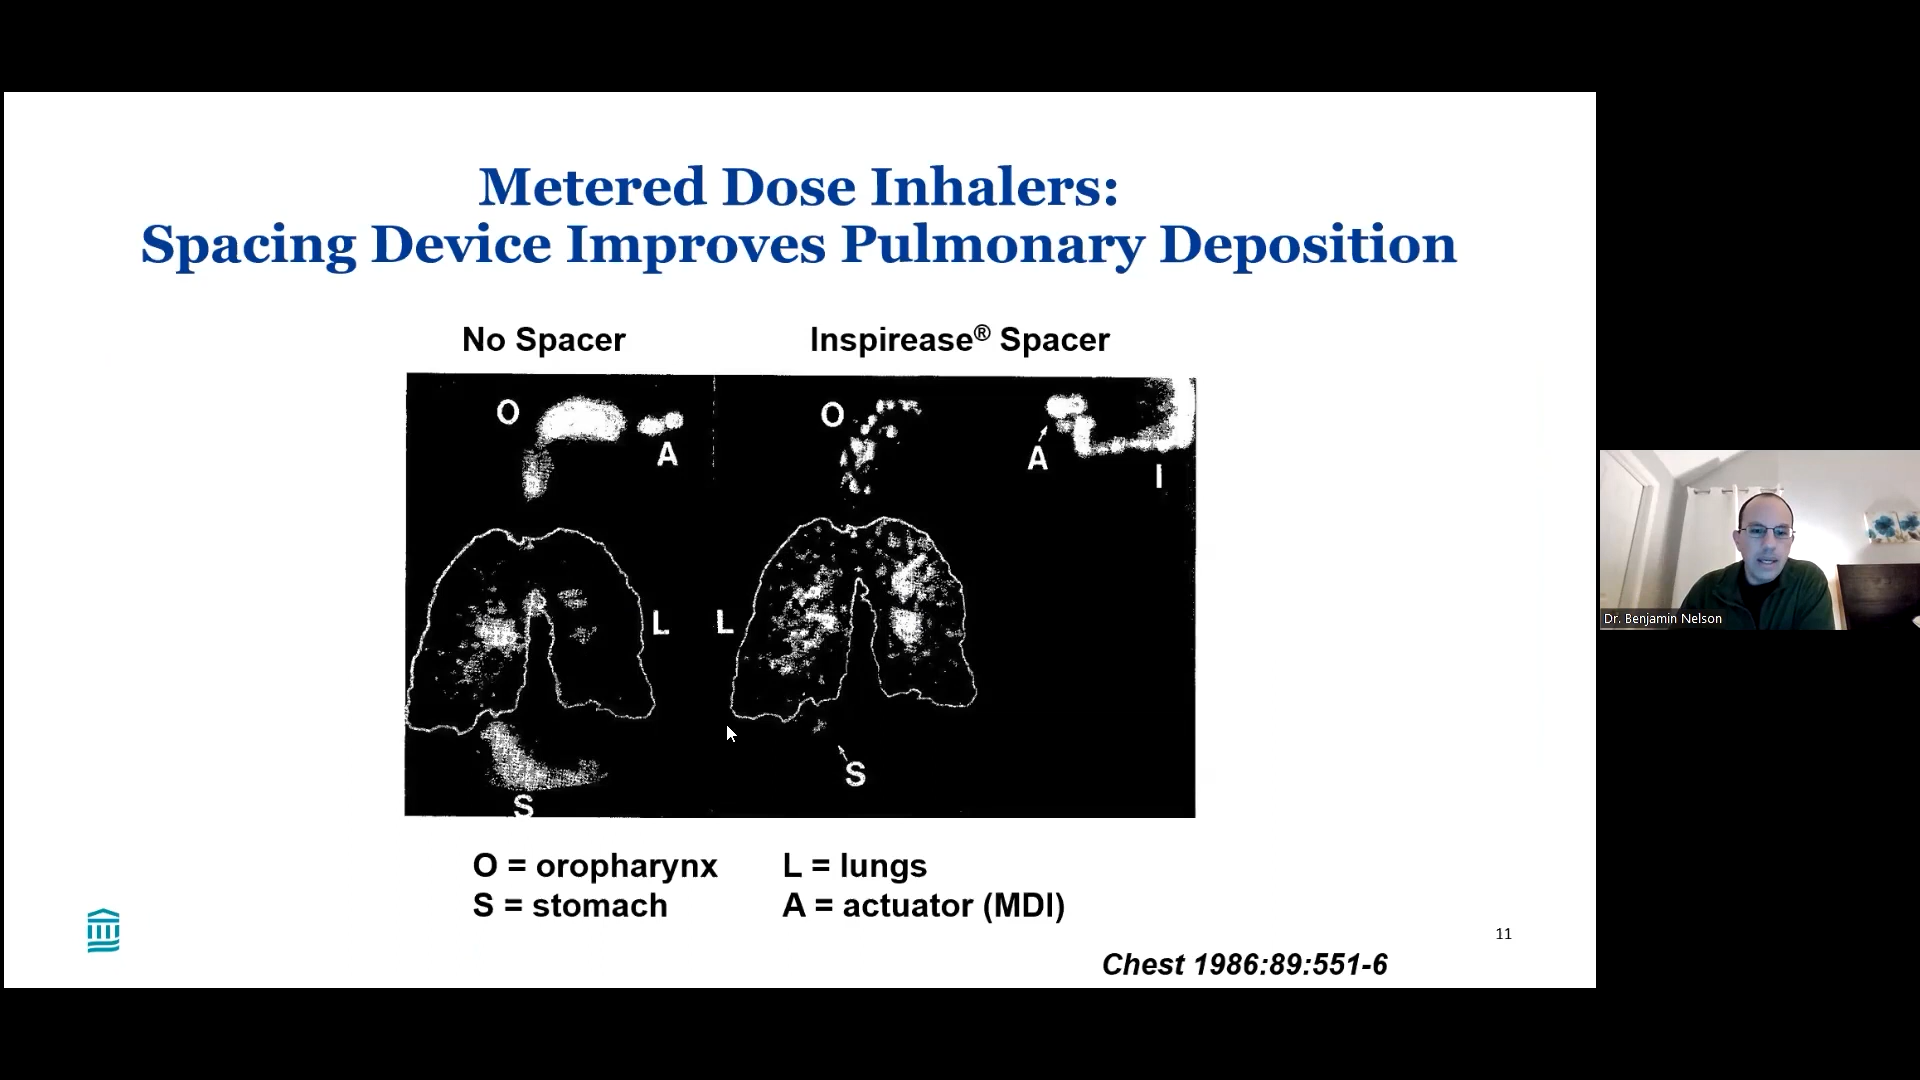 Metered Dose Inhalers:
Spacing Device Improves Pulmonary Deposition
No Spacer
Inspirease® Spacer
O
A
O
A
I
L
L
S
S
O = oropharynx L = lungs
S = stomach A = actuator (MDI)
11
Chest 1986:89:551-6
Dr. Benjamin Nelson